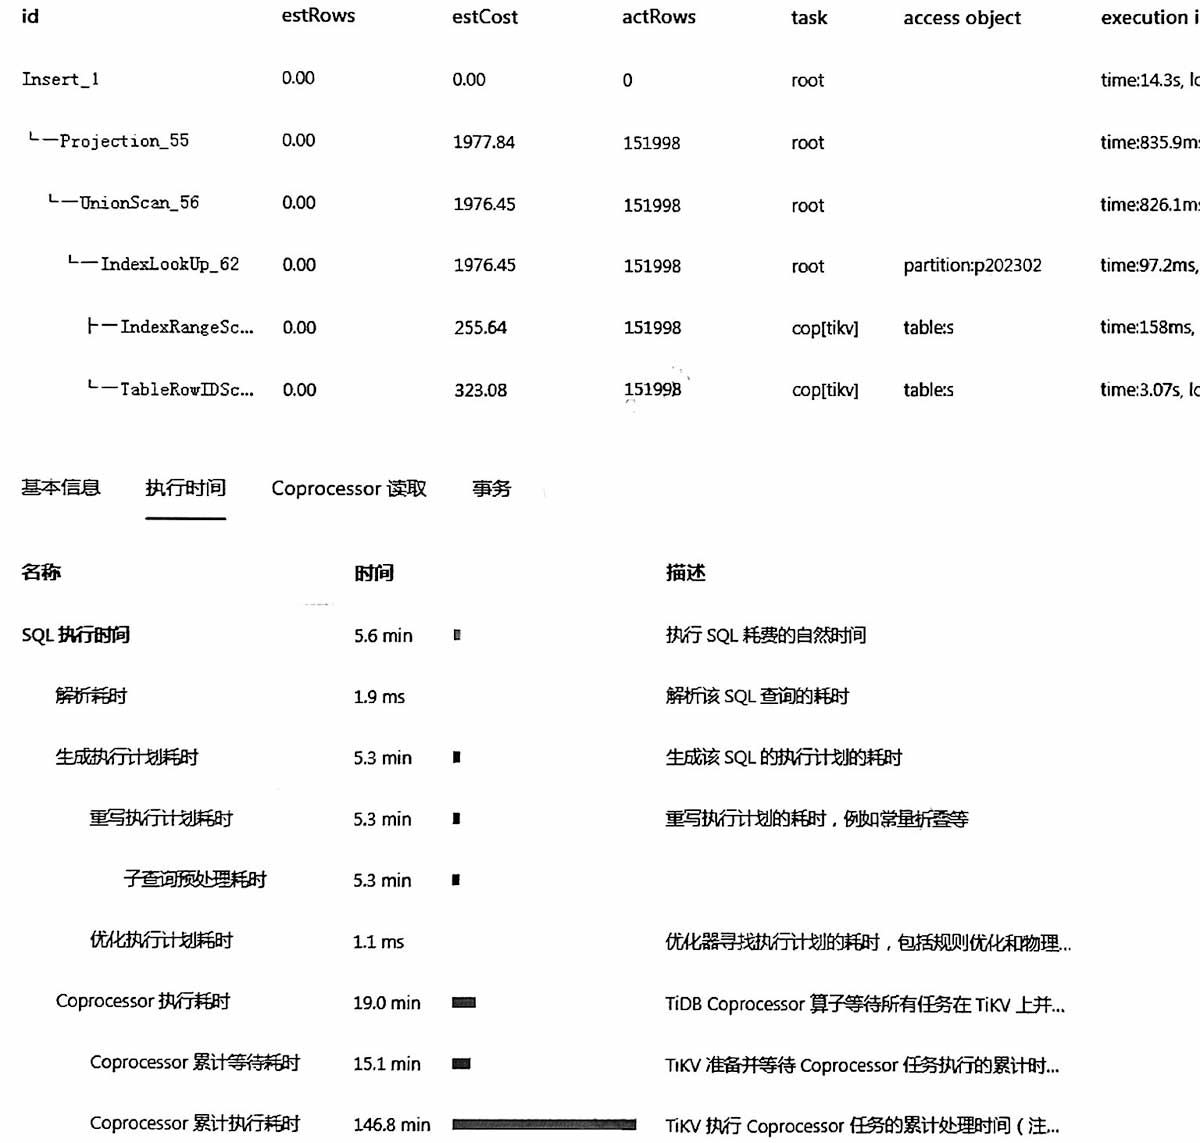 id estRows estCost actRows task access object execution i
Insert_1 0.00 0.00 0 root time:14.3s, lc
└─Projection_55 0.00 1977.84 151998 root time:835.9ms
└─UnionScan_56 0.00 1976.45 151998 root time:826.1ms
└─IndexLookUp_62 0.00 1976.45 151998 root partition:p202302 time:97.2ms,
├─IndexRangeSc... 0.00 255.64 151998 cop[tikv] table:s time:158ms,
└─TableRowIDSc... 0.00 323.08 151998 cop[tikv] table:s time:3.07s, lc
基本信息 执行时间 Coprocessor 读取 事务
名称 时间 描述
SQL 执行时间 5.6 min 执行 SQL 耗费的自然时间
解析耗时 1.9 ms 解析该 SQL 查询的耗时
生成执行计划耗时 5.3 min 生成该 SQL 的执行计划的耗时
重写执行计划耗时 5.3 min 重写执行计划的耗时，例如常量折叠等
子查询预处理耗时 5.3 min
优化执行计划耗时 1.1 ms 优化器寻找执行计划的耗时，包括规则优化和物理...
Coprocessor 执行耗时 19.0 min TiDB Coprocessor 算子等待所有任务在 TiKV 上并...
Coprocessor 累计等待耗时 15.1 min TiKV 准备并等待 Coprocessor 任务执行的累计时...
Coprocessor 累计执行耗时 146.8 min TiKV 执行 Coprocessor 任务的累计处理时间（注...